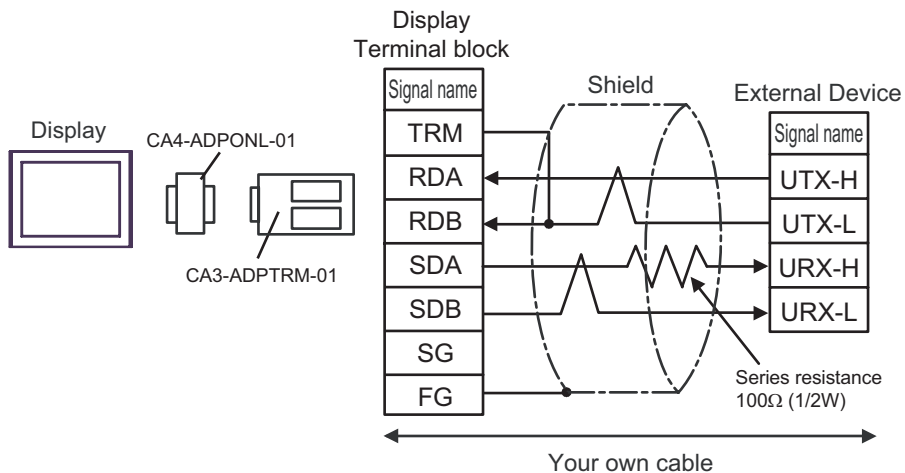 Display
Terminal block
Shield
External Device
Display
CA4-ADPONL-01
CA3-ADPTRM-01
Signal name
TRM
RDA
RDB
SDA
SDB
SG
FG
Signal name
UTX-H
UTX-L
URX-H
URX-L
Series resistance
100Ω (1/2W)
Your own cable